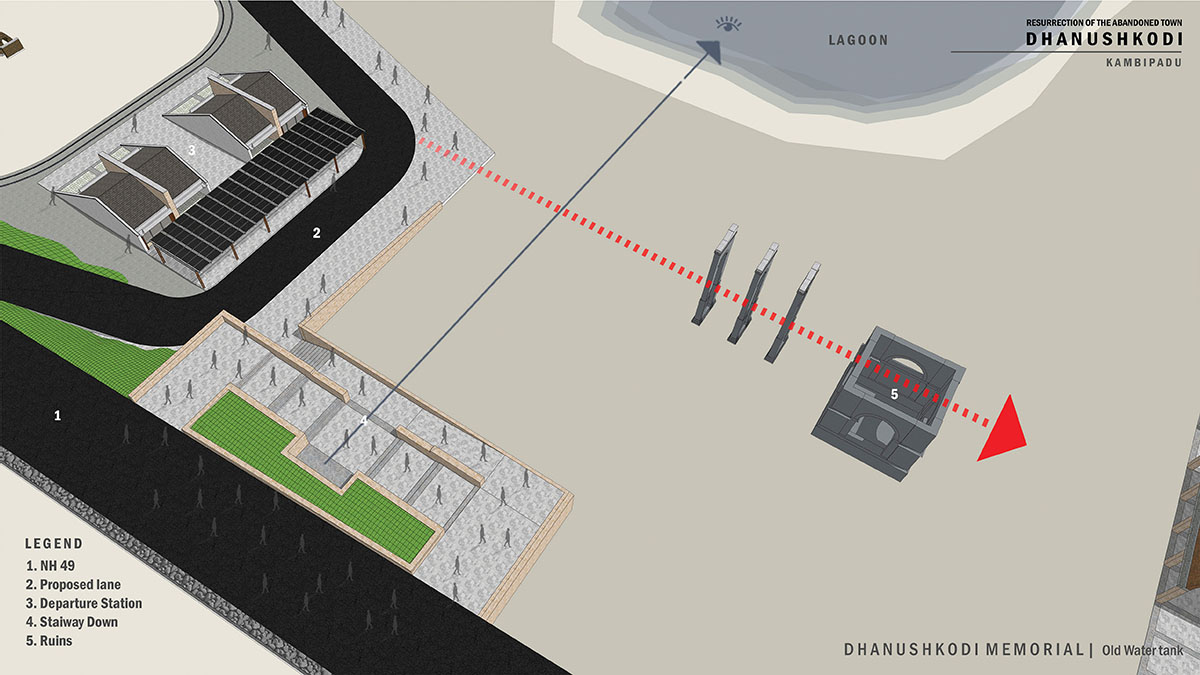 LAGOON
RESURRECTION OF THE ABANDONED TOWN
DHANUSHKODI
KAMBIPADU
3
2
5
4
1
LEGEND
1. NH 49
2. Proposed lane
3. Departure Station
4. Staiway Down
5. Ruins
DHANUSHKODI MEMORIAL | Old Water tank